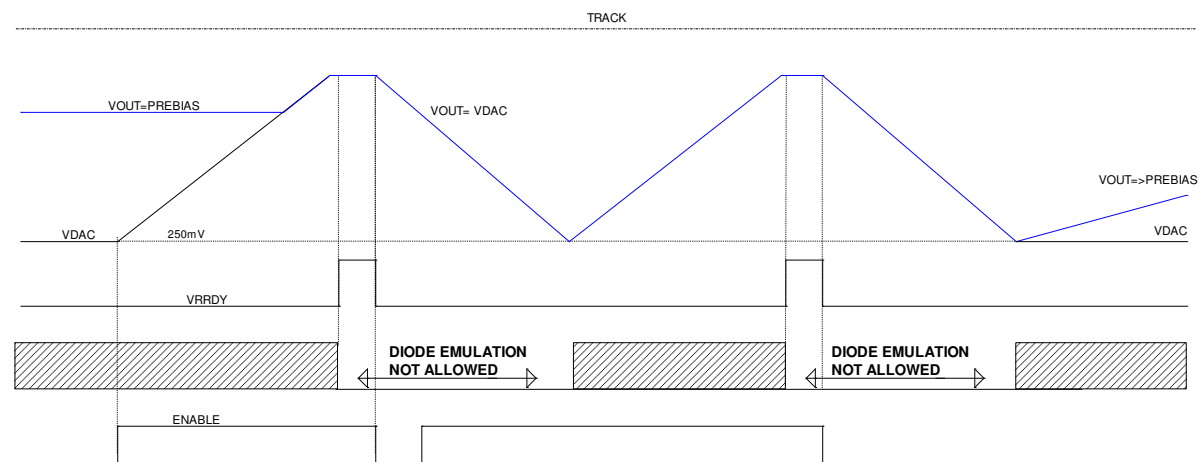 TRACK
VOUT=PREBIAS
VOUT= VDAC
VOUT=>PREBIAS
VDAC
250mV
VDAC
VRRDY
DIODE EMULATION
NOT ALLOWED
DIODE EMULATION
NOT ALLOWED
ENABLE